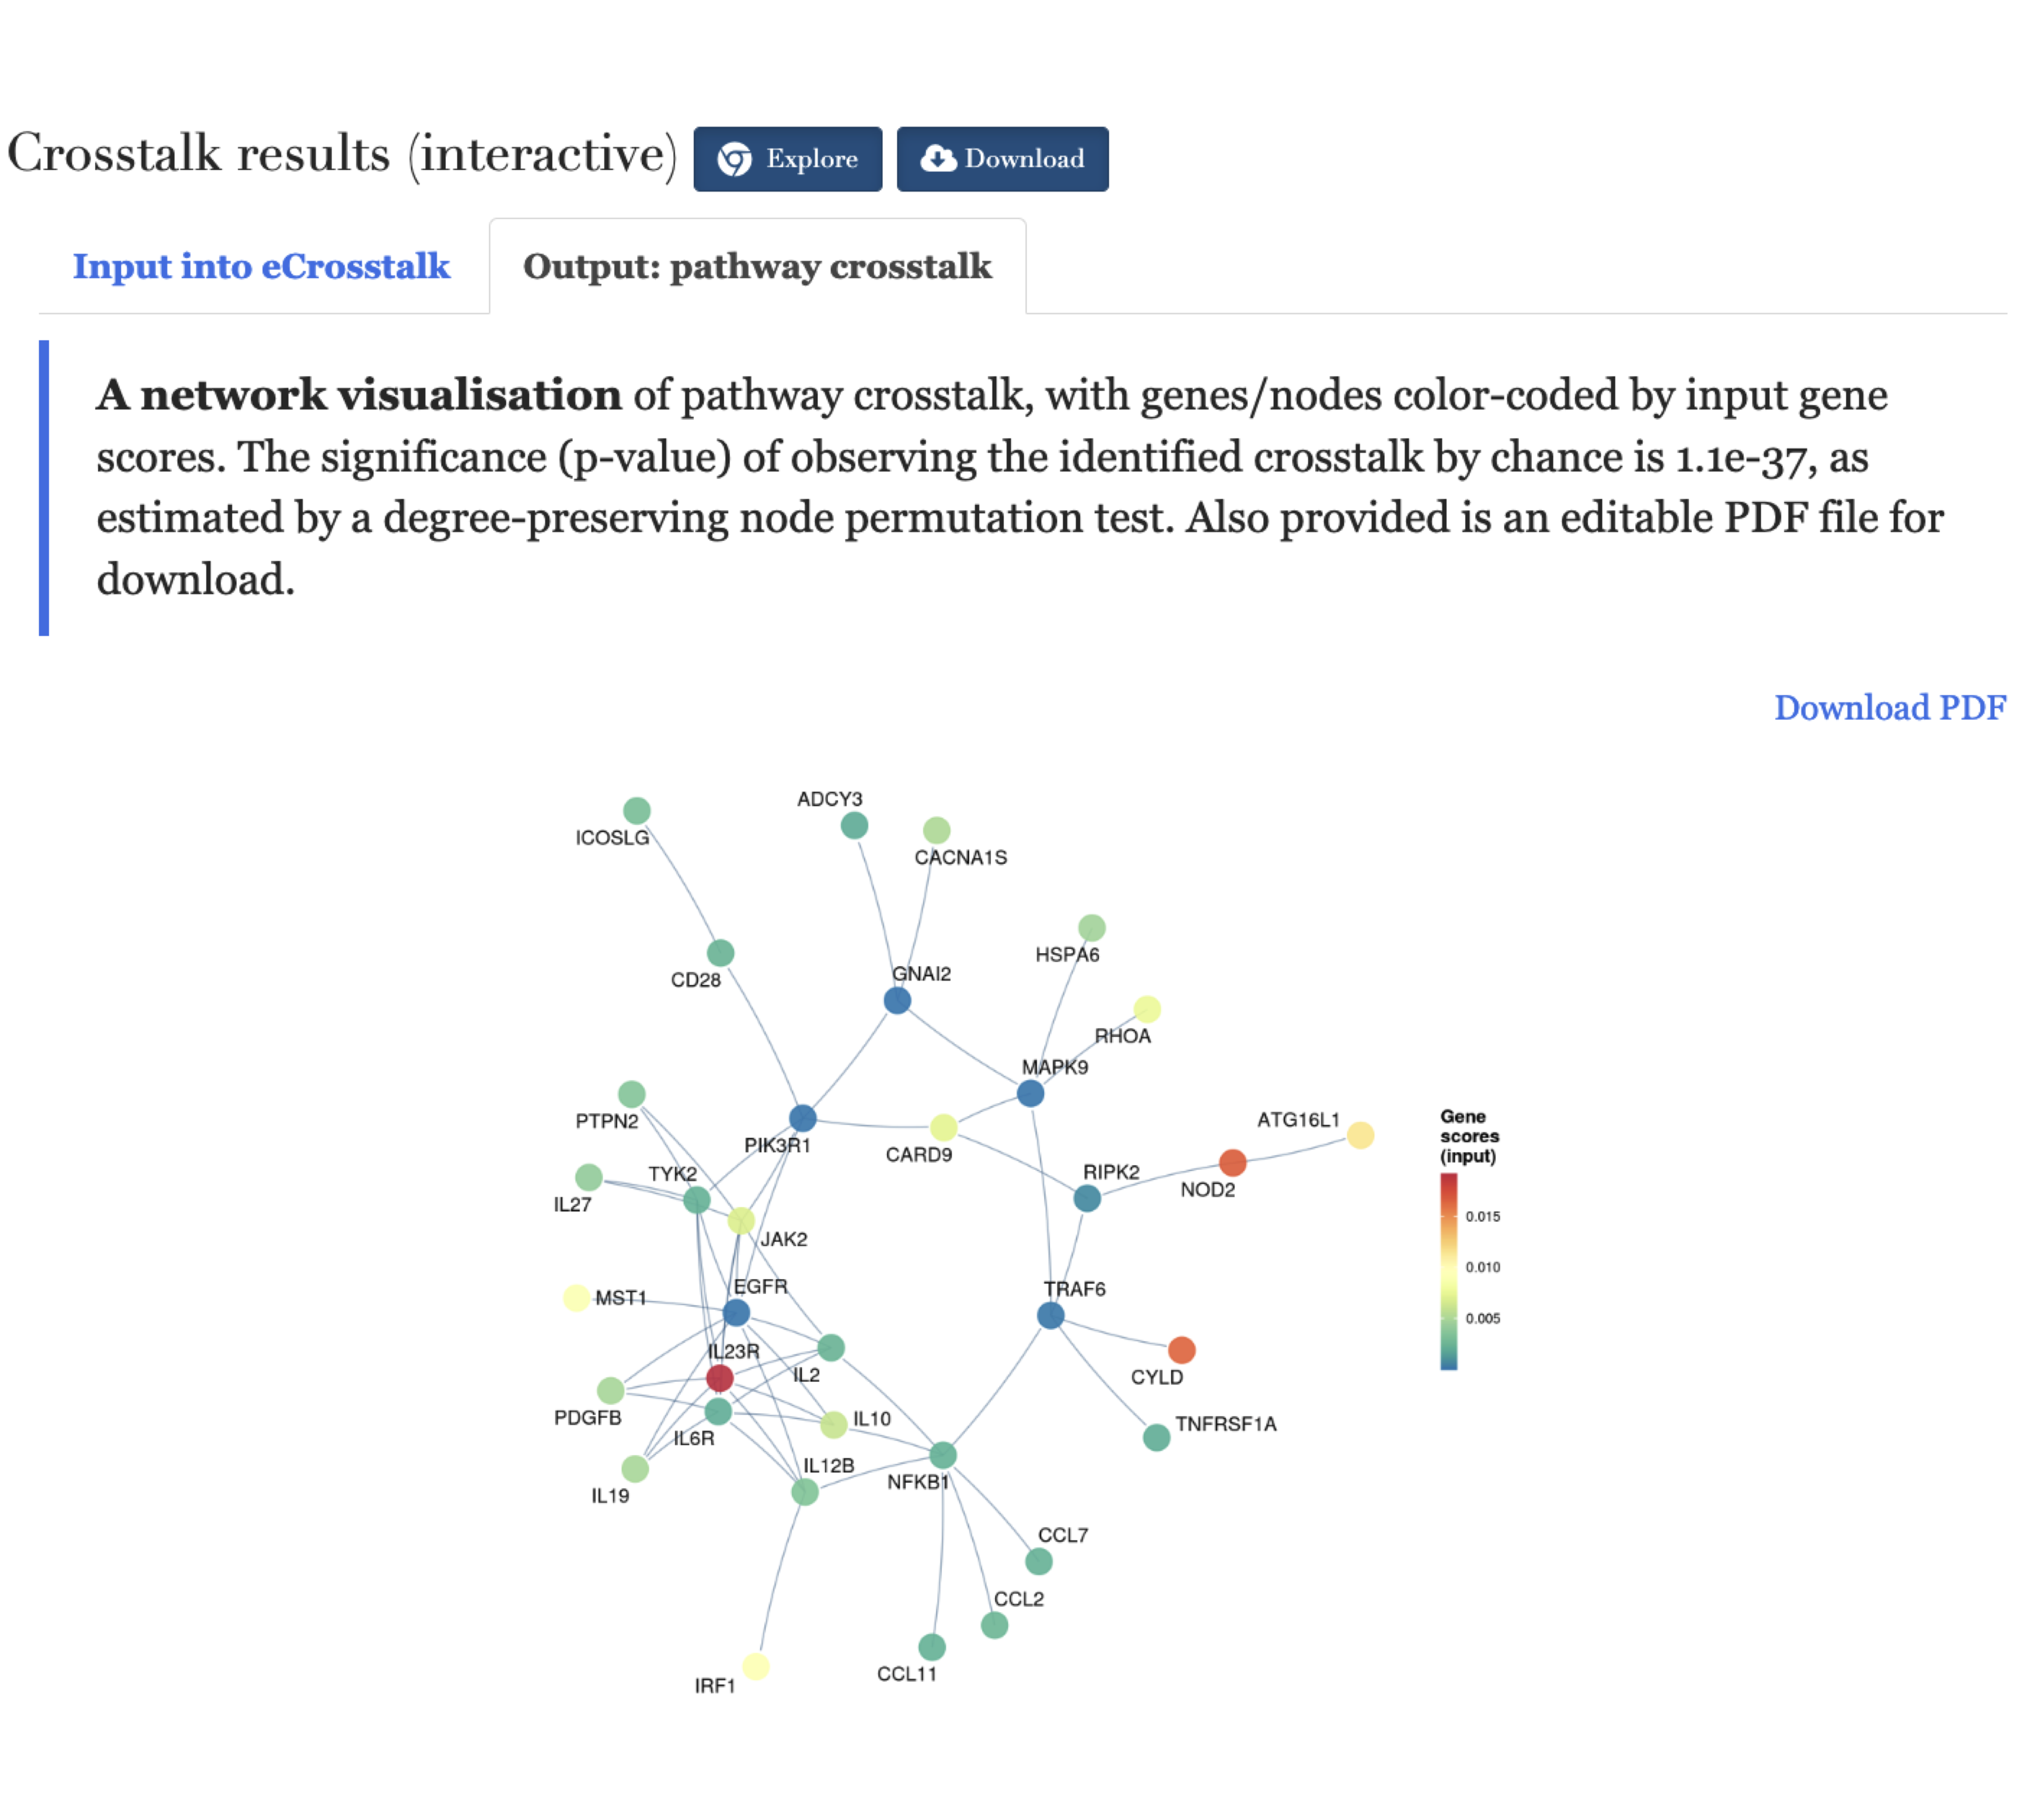 Crosstalk results (interactive) Explore Download
Input into eCrosstalk Output: pathway crosstalk
A network visualisation of pathway crosstalk, with genes/nodes color-coded by input gene
scores. The significance (p-value) of observing the identified crosstalk by chance is 1.1e-37, as
estimated by a degree-preserving node permutation test. Also provided is an editable PDF file for
download.
Download PDF
ADCY3
ICOSLG
CACNA1S
HSPA6
GNAI2
CD28
RHOA
MAPK9
PTPN2
ATG16L1
PIK3R1
CARD9
TYK2
RIPK2
NOD2
IL27
JAK2
EGFR
TRAF6
MST1
IL23R
IL2
CYLD
PDGFB
IL10
TNFRSF1A
IL6R
IL12B
NFKB1
IL19
CCL7
CCL2
CCL11
IRF1
Gene
scores
(input)
0.015
0.010
0.005